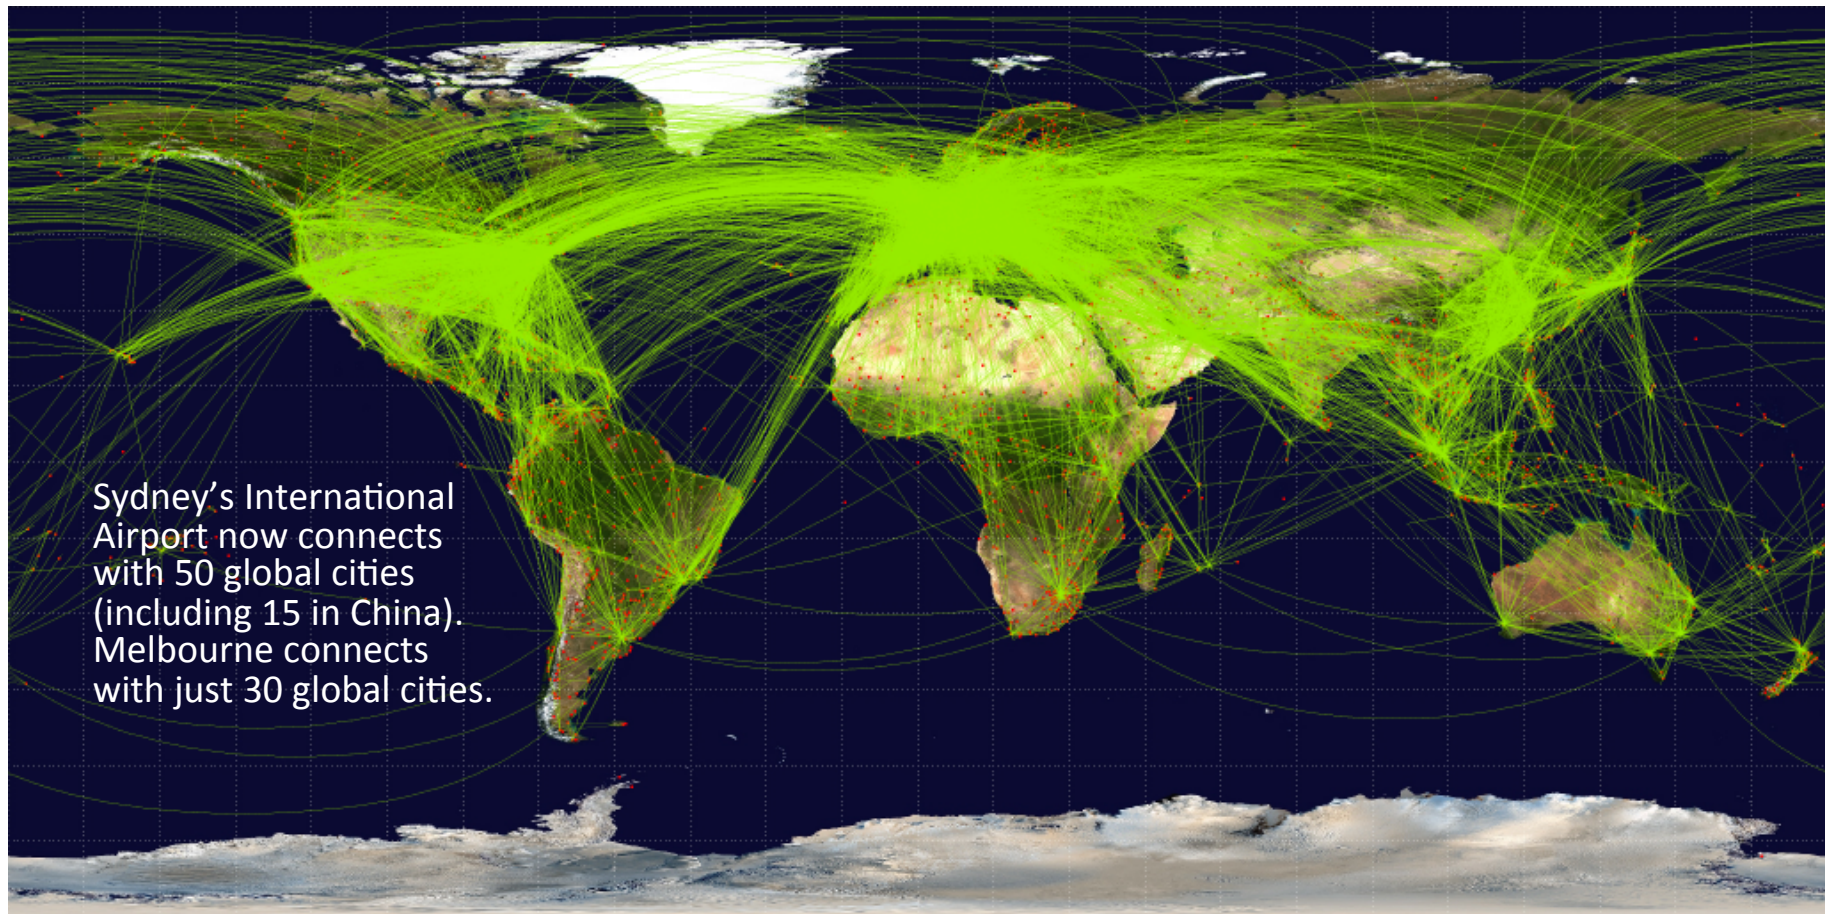 Sydney’s International
Airport now connects
with 50 global cities
(including 15 in China).
Melbourne connects
with just 30 global cities.